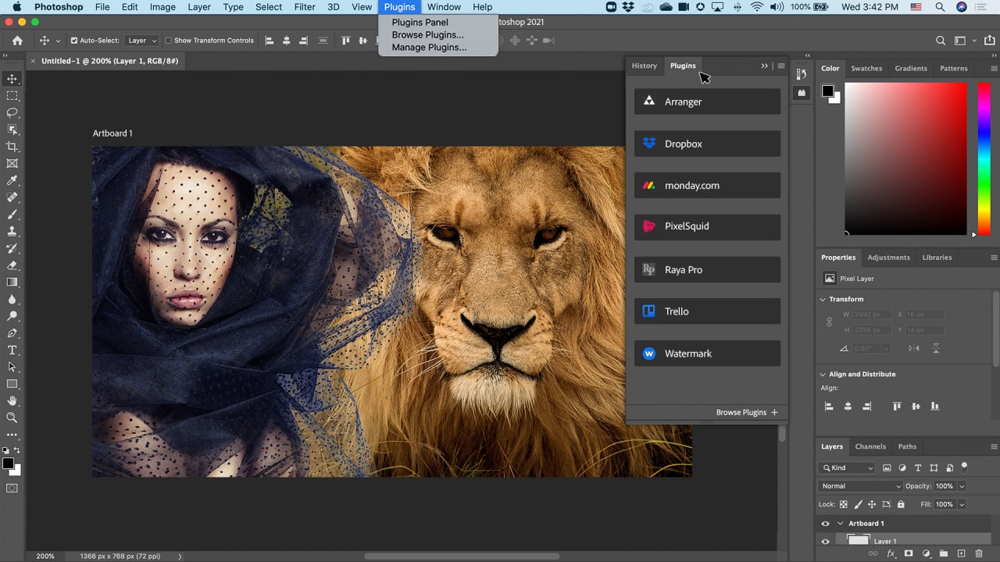 Photoshop File Edit Image Layer Type Select Filter 3D View Plugins Window Help 100% Wed 3:42 PM
Plugins Panel
Browse Plugins...
Manage Plugins...
toshop 2021
Auto-Select: Layer Show Transform Controls
Untitled-1 @ 200% (Layer 1, RGB/8#)
Artboard 1
History Plugins
Arranger
Dropbox
monday.com
PixelSquid
Rp Raya Pro
Trello
W Watermark
Browse Plugins +
Color Swatches Gradients Patterns
Properties Adjustments Libraries
Pixel Layer
Transform
W 2992 px X 16 px
H 2256 px Y 14 px
0.00°
Align and Distribute
Align:
Layers Channels Paths
Kind
Normal Opacity: 100%
Lock: Fill: 100%
Artboard 1
Layer 1
fx
200% 1366 px x 768 px (72 ppi)